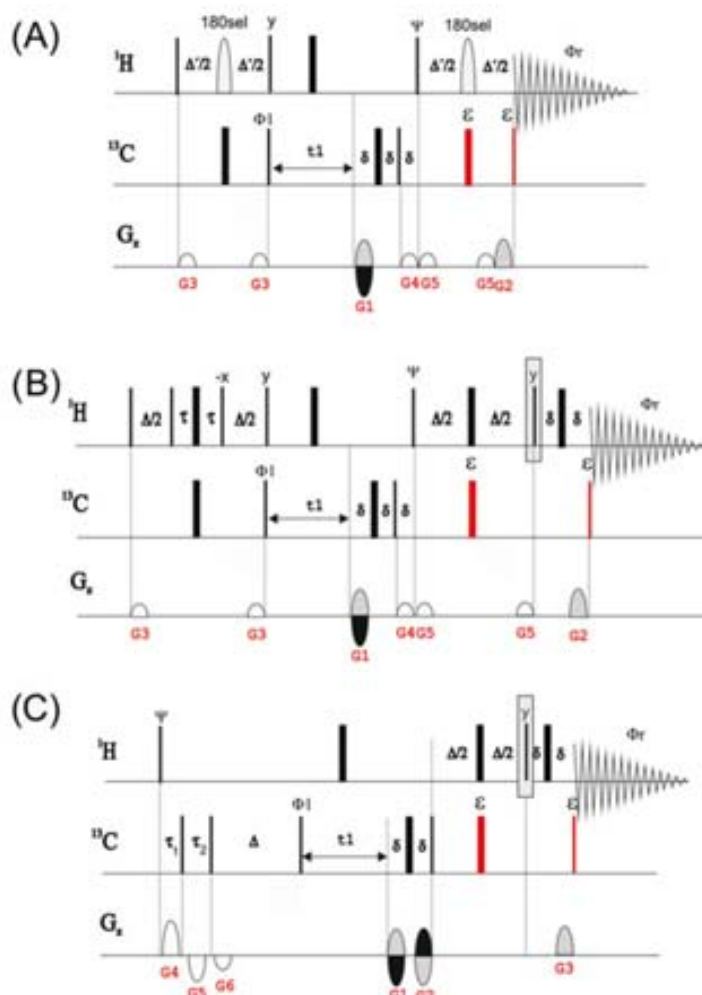 (A)
180sel y ψ 180sel Φr
¹H Δ'/2 Δ'/2 Δ'/2 Δ'/2
Φ1 ε ε
¹³C t1 δ δ δ
Gz
G3 G3 G1 G4 G5 G5 G2
(B)
-x y ψ y Φr
¹H Δ/2 τ τ Δ/2 Δ/2 Δ/2 δ δ
Φ1 ε ε
¹³C t1 δ δ δ
Gz
G3 G3 G1 G4 G5 G5 G2
(C)
Ψ y Φr
¹H Δ/2 Δ/2 δ δ
Φ1 ε ε
¹³C τ1 τ2 Δ t1 δ δ
Gz
G4 G5 G6 G1 G2 G3